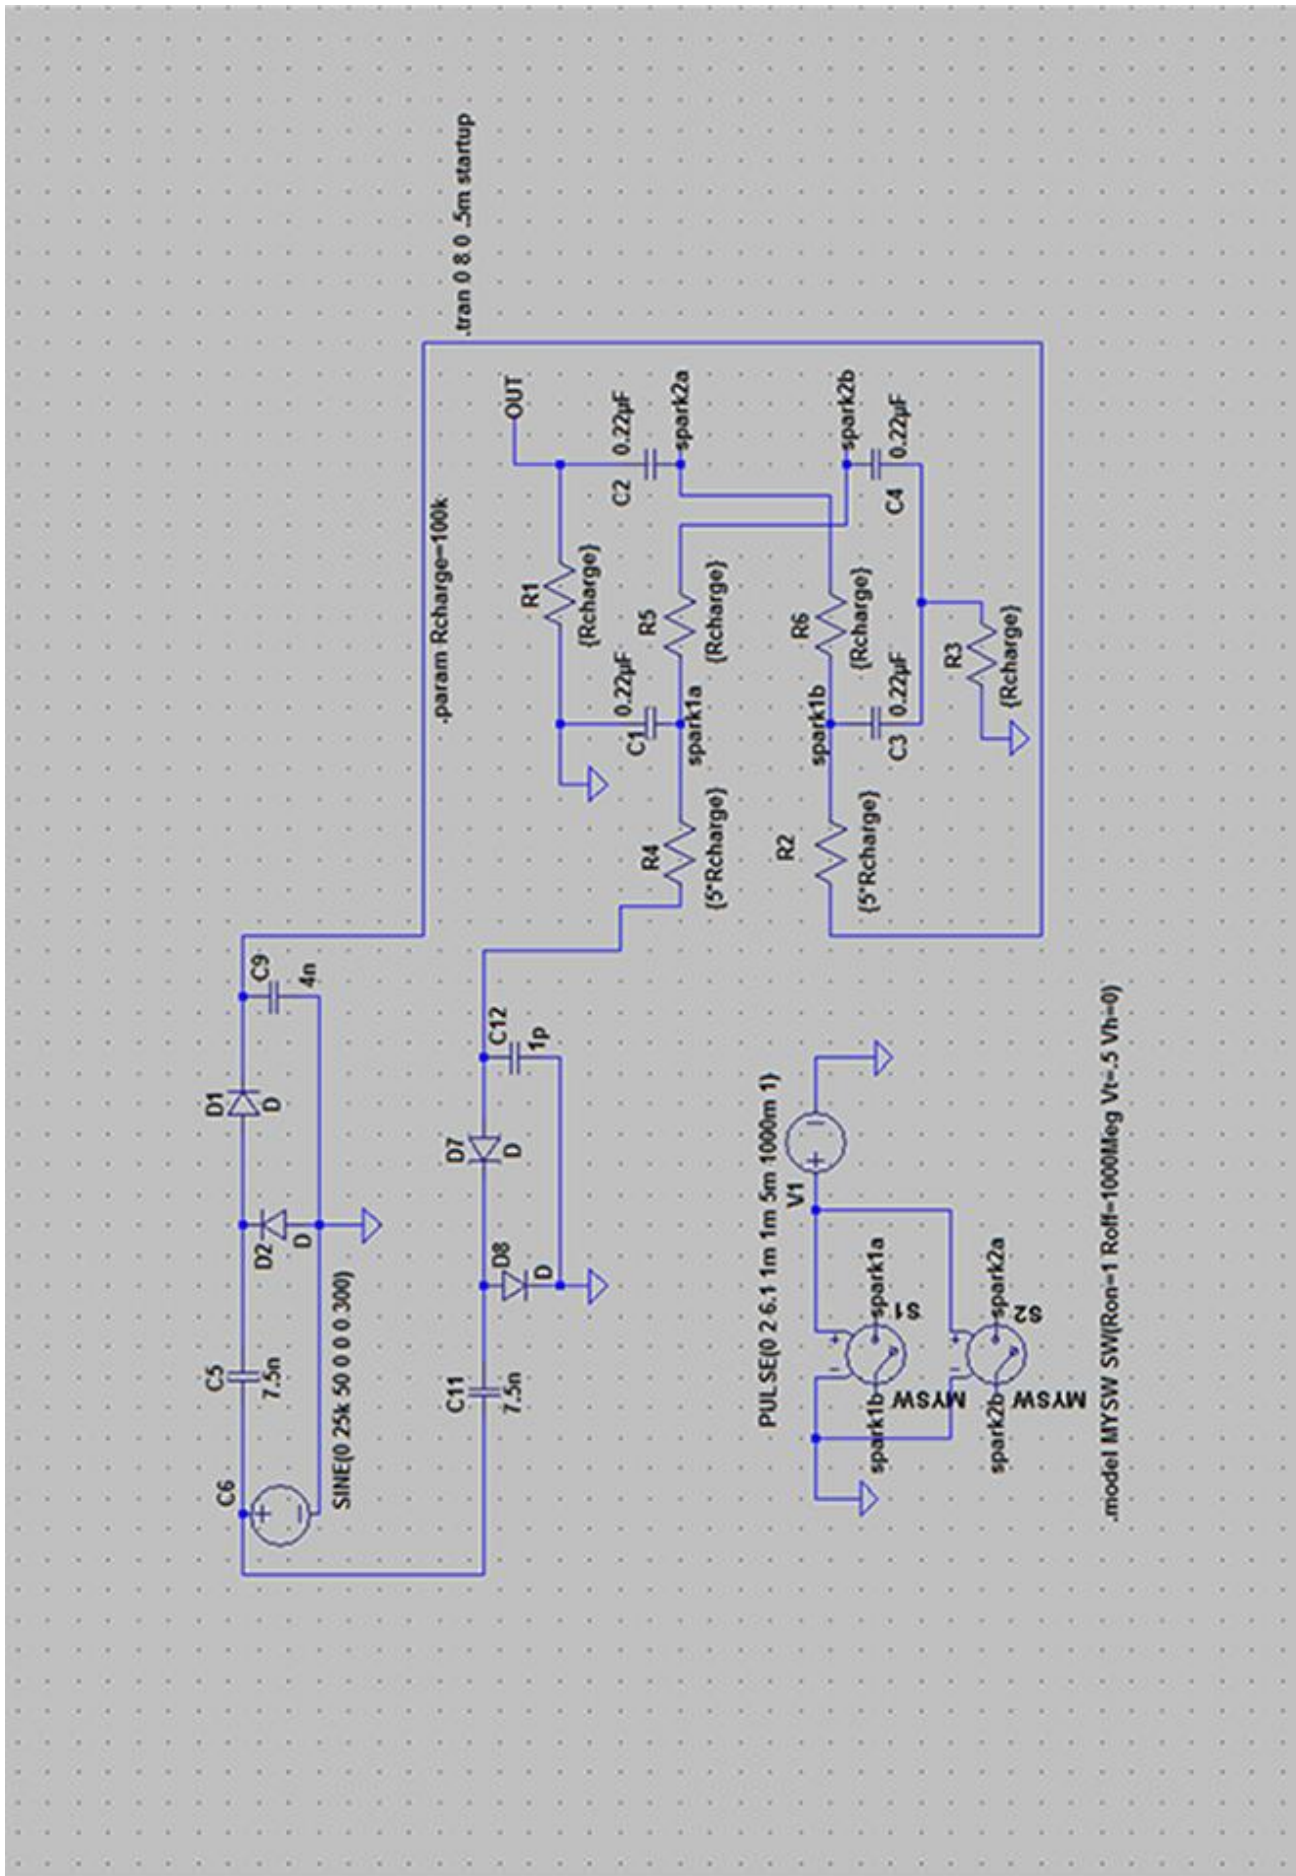 .tran 0 8 0 .5m startup
.param Rcharge=100k
OUT
R1
{Rcharge}
C2
0.22µF
spark2a
C1
0.22µF
spark1a
R5
{Rcharge}
R4
{5*Rcharge}
spark2b
C4
0.22µF
R6
{Rcharge}
spark1b
C3
0.22µF
R2
{5*Rcharge}
R3
{Rcharge}
C9
4n
D1
D
D2
D
C5
7.5n
C6
SINE(0 25k 50 0 0 0.300)
C12
1p
D7
D
D8
D
C11
7.5n
PULSE(0 2 6.1 1m 1m 5m 1000m 1)
V1
spark1a
S1
spark1b
MYSW
spark2a
S2
spark2b
MYSW
.model MYSW SW(Ron=1 Roff=1000Meg Vt=.5 Vh=0)